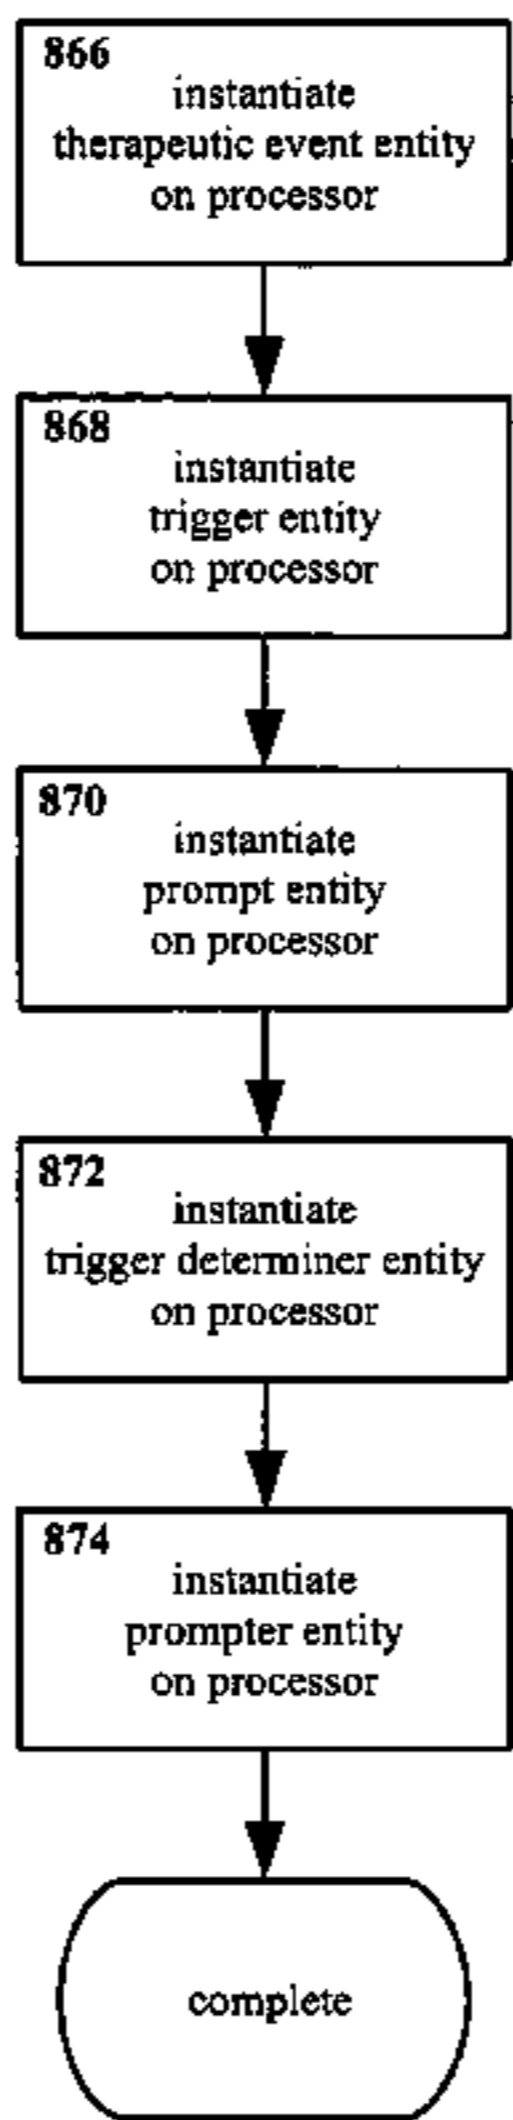 866
instantiate
therapeutic event entity
on processor
868
instantiate
trigger entity
on processor
870
instantiate
prompt entity
on processor
872
instantiate
trigger determiner entity
on processor
874
instantiate
prompter entity
on processor
complete